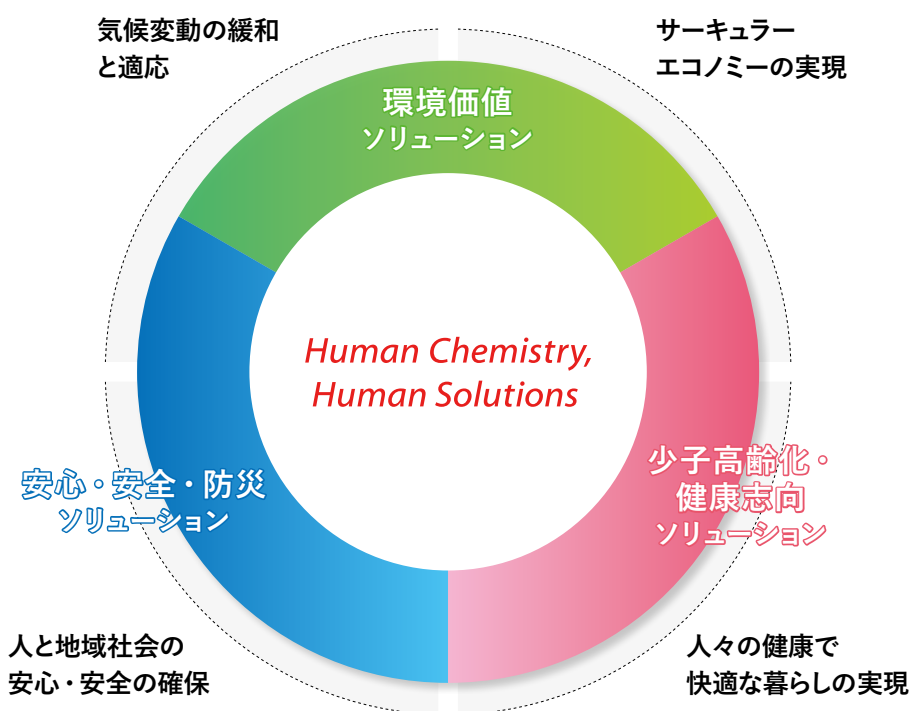 気候変動の緩和
と適応
サーキュラー
エコノミーの実現
環境価値
ソリューション
Human Chemistry,
Human Solutions
安心・安全・防災
ソリューション
少子高齢化・
健康志向
ソリューション
人と地域社会の
安心・安全の確保
人々の健康で
快適な暮らしの実現